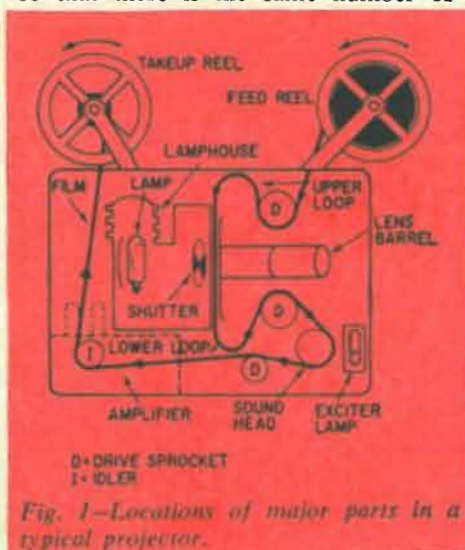 TAKEUP REEL
FEED REEL
LAMPHOUSE
FILM
LAMP
UPPER
LOOP
LENS
BARREL
D
SHUTTER
D
LOWER LOOP
I
D
AMPLIFIER
SOUND
HEAD
EXCITER
LAMP
D=DRIVE SPROCKET
I=IDLER
Fig. 1—Locations of major parts in a
typical projector.